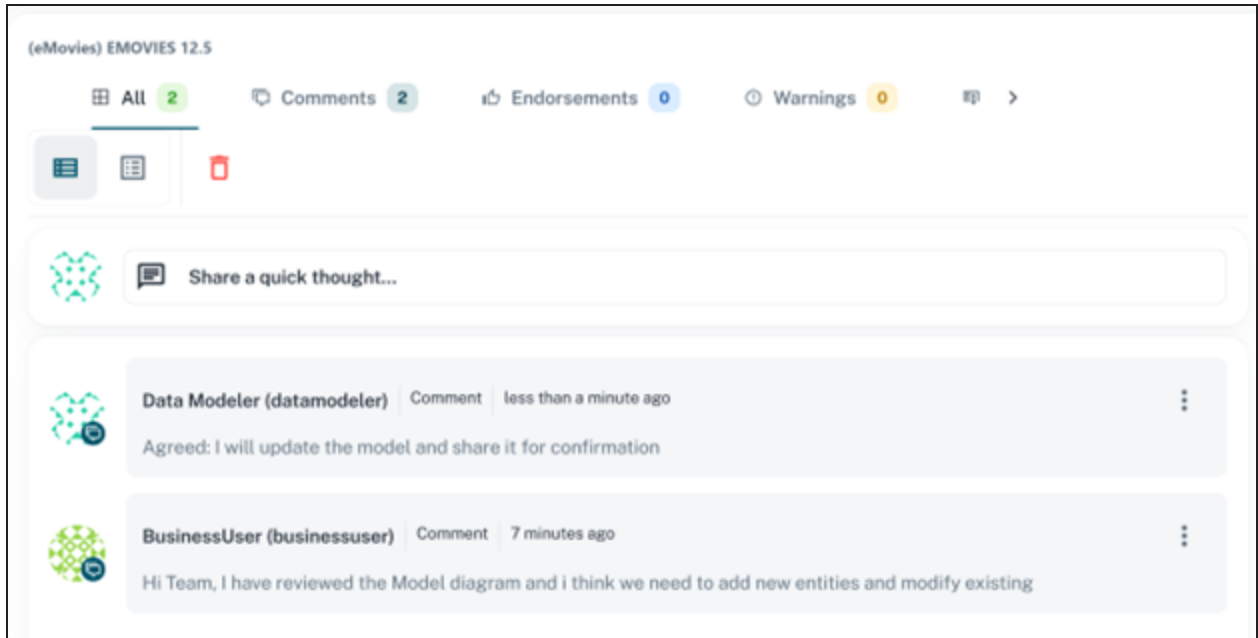 (eMovies) EMOVIES 12.5
All 2 Comments 2 Endorsements 0 Warnings 0
Share a quick thought...
Data Modeler (datamodeler) Comment less than a minute ago
Agreed: I will update the model and share it for confirmation
BusinessUser (businessuser) Comment 7 minutes ago
Hi Team, I have reviewed the Model diagram and i think we need to add new entities and modify existing